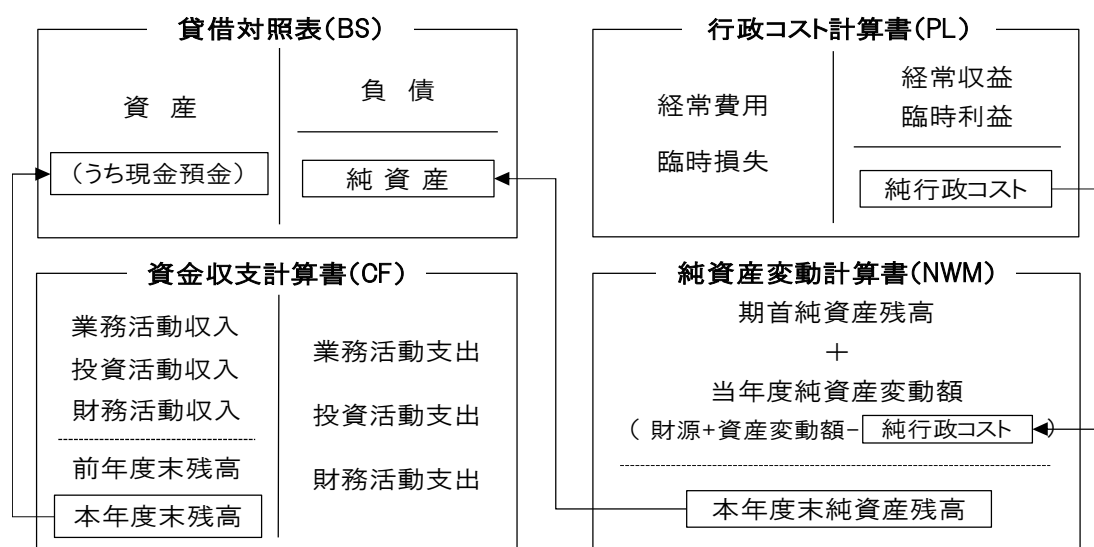 貸借対照表(BS)
資 産
(うち現金預金)
負 債
純 資 産
行政コスト計算書(PL)
経常費用
臨時損失
経常収益
臨時利益
純行政コスト
資金収支計算書(CF)
業務活動収入
投資活動収入
財務活動収入
前年度末残高
本年度末残高
業務活動支出
投資活動支出
財務活動支出
純資産変動計算書(NWM)
期首純資産残高
+
当年度純資産変動額
( 財源+資産変動額- 純行政コスト )
本年度末純資産残高